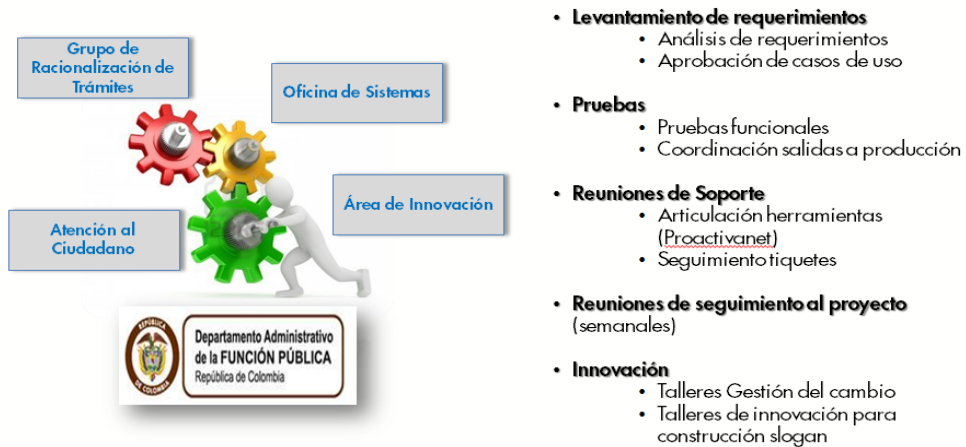 Grupo de
Racionalización de
Trámites
Oficina de Sistemas
Área de Innovación
Atención al
Ciudadano
REPÚBLICA
DE COLOMBIA
Departamento Administrativo
de la FUNCIÓN PÚBLICA
República de Colombia
• Levantamiento de requerimientos
• Análisis de requerimientos
• Aprobación de casos de uso
• Pruebas
• Pruebas funcionales
• Coordinación salidas a producción
• Reuniones de Soporte
• Articulación herramientas
(Proactivanet)
• Seguimiento tiquetes
• Reuniones de seguimiento al proyecto
(semanales)
• Innovación
• Talleres Gestión del cambio
• Talleres de innovación para
construcción slogan